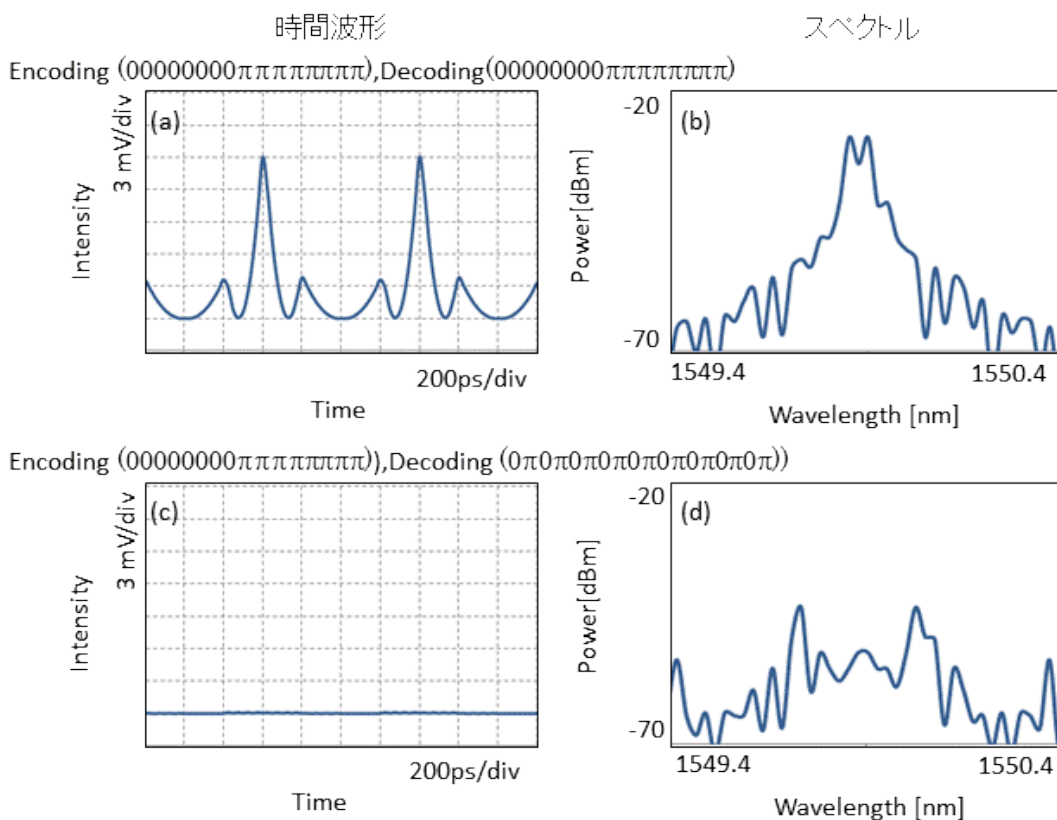 時間波形
スペクトル
Encoding (00000000ππππππππ),Decoding(00000000ππππππππ)
(a)
3 mV/div
Intensity
200ps/div
Time
(b)
-20
Power[dBm]
-70
1549.4
1550.4
Wavelength [nm]
Encoding (00000000ππππππππ)),Decoding ((0π0π0π0π0π0π0π0π0π))
(c)
3 mV/div
Intensity
200ps/div
Time
(d)
-20
Power[dBm]
-70
1549.4
1550.4
Wavelength [nm]